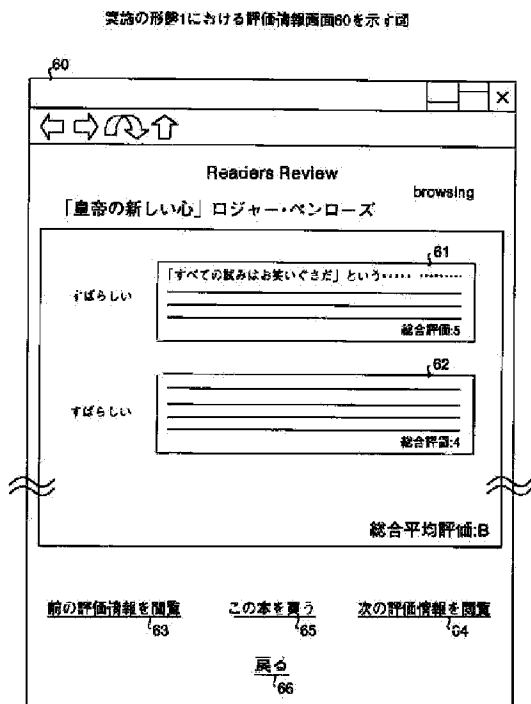 実施の形態1における評価情報画面60を示す図
60
Readers Review
browsing
「皇帝の新しい心」ロジャー・ペンローズ
61
すばらしい
「すべての試みはお笑いぐさだ」という‥‥‥ ‥‥‥‥
総合評価:5
62
すばらしい
総合評価:4
総合平均評価:B
前の評価情報を閲覧 この本を買う 次の評価情報を閲覧
63 65 64
戻る
66